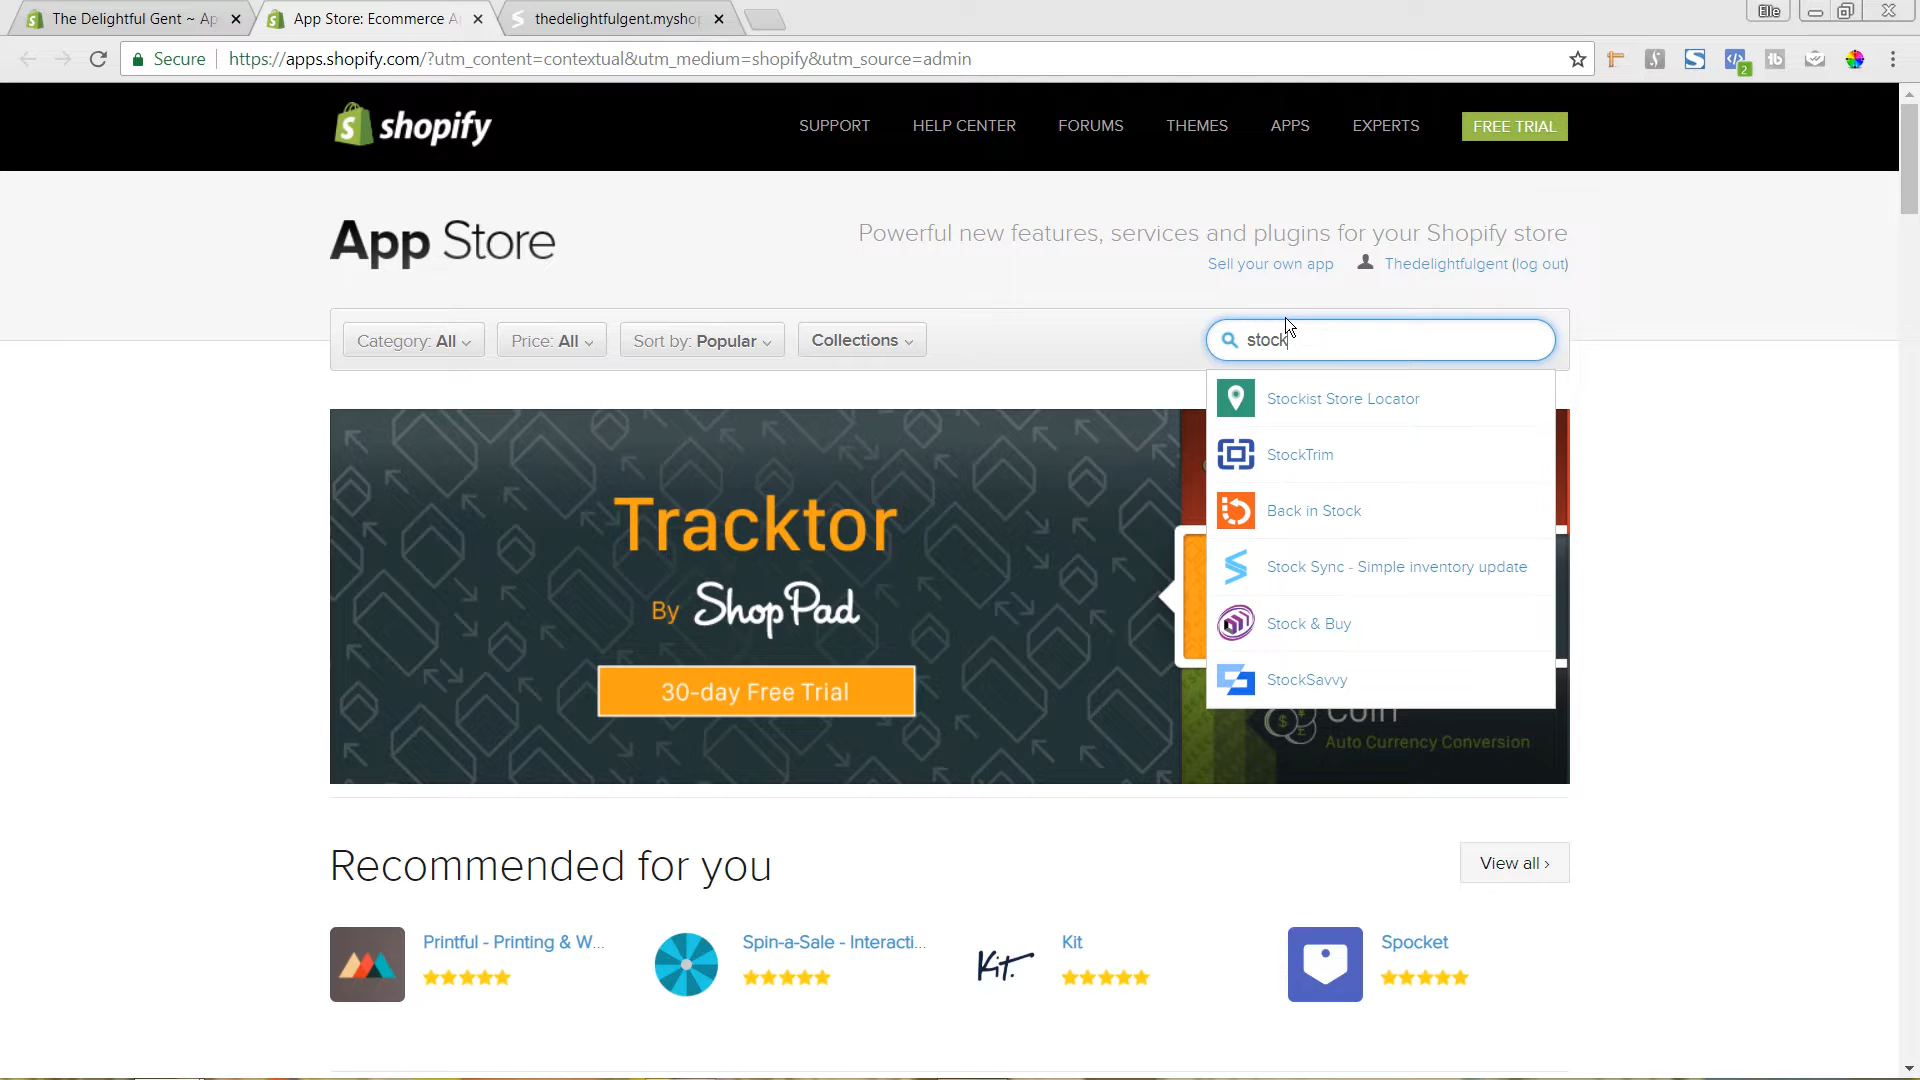 The Delightful Gent ~ Ap
App Store: Ecommerce A
thedelightfulgent.myshop
Elle
Secure
https://apps.shopify.com/?utm_content=contextual&utm_medium=shopify&utm_source=admin
2
shopify
SUPPORT
HELP CENTER
FORUMS
THEMES
APPS
EXPERTS
FREE TRIAL
App Store
Powerful new features, services and plugins for your Shopify store
Sell your own app
Thedelightfulgent (log out)
Category: All
Price: All
Sort by: Popular
Collections
stock
Stockist Store Locator
StockTrim
Back in Stock
Stock Sync - Simple inventory update
Stock & Buy
StockSavvy
Tracktor
By ShopPad
30-day Free Trial
Coin
Auto Currency Conversion
Recommended for you
View all ›
Printful - Printing & W...
Spin-a-Sale - Interacti...
Kit.
Kit
Spocket